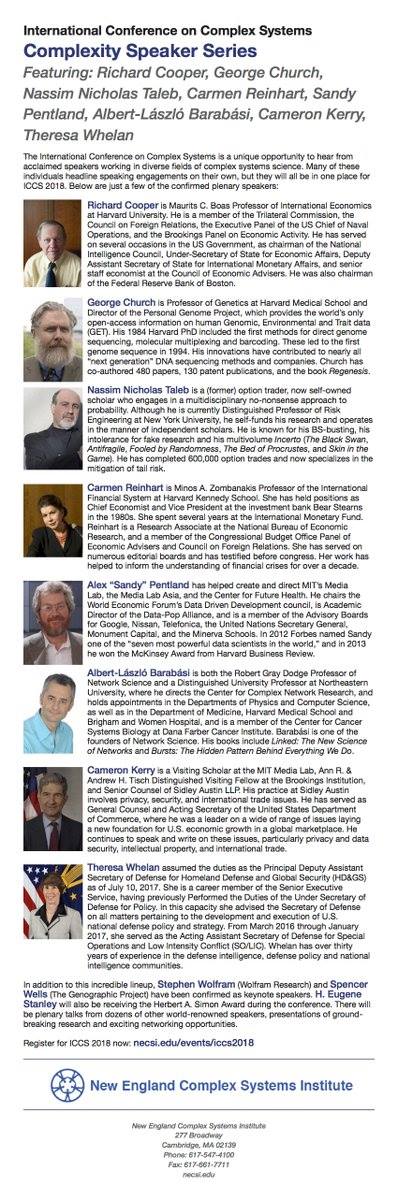 International Conference on Complex Systems
Complexity Speaker Series
Featuring: Richard Cooper, George Church,
Nassim Nicholas Taleb, Carmen Reinhart, Sandy
Pentland, Albert-László Barabási, Cameron Kerry,
Theresa Whelan
The International Conference on Complex Systems is a unique opportunity to hear from
acclaimed speakers working in diverse fields of complex systems science. Many of these
individuals headline speaking engagements on their own, but they will all be in one place for
ICCS 2018. Below are just a few of the confirmed plenary speakers:
Richard Cooper is Maurits C. Boas Professor of International Economics
at Harvard University. He is a member of the Trilateral Commission, the
Council on Foreign Relations, the Executive Panel of the US Chief of Naval
Operations, and the Brookings Panel on Economic Activity. He has served
on several occasions in the US Government, as chairman of the National
Intelligence Council, Under-Secretary of State for Economic Affairs, Deputy
Assistant Secretary of State for International Monetary Affairs, and senior
staff economist at the Council of Economic Advisers. He was also chairman
of the Federal Reserve Bank of Boston.
George Church is Professor of Genetics at Harvard Medical School and
Director of the Personal Genome Project, which provides the world's only
open-access information on human Genomic, Environmental and Trait data
(GET). His 1984 Harvard PhD included the first methods for direct genome
sequencing, molecular multiplexing and barcoding. These led to the first
genome sequence in 1994. His innovations have contributed to nearly all
"next generation" DNA sequencing methods and companies. Church has
co-authored 480 papers, 130 patent publications, and the book Regenesis.
Nassim Nicholas Taleb is a (former) option trader, now self-owned
scholar who engages in a multidisciplinary no-nonsense approach to
probability. Although he is currently Distinguished Professor of Risk
Engineering at New York University, he self-funds his research and operates
in the manner of independent scholars. He is known for his BS-busting, his
intolerance for fake research and his multivolume Incerto (The Black Swan,
Antifragile, Fooled by Randomness, The Bed of Procrustes, and Skin in the
Game). He has completed 600,000 option trades and now specializes in the
mitigation of tail risk.
Carmen Reinhart is Minos A. Zombanakis Professor of the International
Financial System at Harvard Kennedy School. She has held positions as
Chief Economist and Vice President at the investment bank Bear Stearns
in the 1980s. She spent several years at the International Monetary Fund.
Reinhart is a Research Associate at the National Bureau of Economic
Research, and a member of the Congressional Budget Office Panel of
Economic Advisers and Council on Foreign Relations. She has served on
numerous editorial boards and has testified before congress. Her work has
helped to inform the understanding of financial crises for over a decade.
Alex "Sandy" Pentland has helped create and direct MIT's Media
Lab, the Media Lab Asia, and the Center for Future Health. He chairs the
World Economic Forum's Data Driven Development council, is Academic
Director of the Data-Pop Alliance, and is a member of the Advisory Boards
for Google, Nissan, Telefonica, the United Nations Secretary General,
Monument Capital, and the Minerva Schools. In 2012 Forbes named Sandy
one of the "seven most powerful data scientists in the world," and in 2013
he won the McKinsey Award from Harvard Business Review.
Albert-László Barabási is both the Robert Gray Dodge Professor of
Network Science and a Distinguished University Professor at Northeastern
University, where he directs the Center for Complex Network Research, and
holds appointments in the Departments of Physics and Computer Science,
as well as in the Department of Medicine, Harvard Medical School and
Brigham and Women Hospital, and is a member of the Center for Cancer
Systems Biology at Dana Farber Cancer Institute. Barabási is one of the
founders of Network Science. His books include Linked: The New Science
of Networks and Bursts: The Hidden Pattern Behind Everything We Do.
Cameron Kerry is a Visiting Scholar at the MIT Media Lab, Ann R. &
Andrew H. Tisch Distinguished Visiting Fellow at the Brookings Institution,
and Senior Counsel of Sidley Austin LLP. His practice at Sidley Austin
involves privacy, security, and international trade issues. He has served as
General Counsel and Acting Secretary of the United States Department
of Commerce, where he was a leader on a wide range of issues laying
a new foundation for U.S. economic growth in a global marketplace. He
continues to speak and write on these issues, particularly privacy and data
security, intellectual property, and international trade.
Theresa Whelan assumed the duties as the Principal Deputy Assistant
Secretary of Defense for Homeland Defense and Global Security (HD&GS)
as of July 10, 2017. She is a career member of the Senior Executive
Service, having previously Performed the Duties of the Under Secretary of
Defense for Policy. In this capacity she advised the Secretary of Defense
on all matters pertaining to the development and execution of U.S.
national defense policy and strategy. From March 2016 through January
2017, she served as the Acting Assistant Secretary of Defense for Special
Operations and Low Intensity Conflict (SO/LIC). Whelan has over thirty
years of experience in the defense intelligence, defense policy and national
intelligence communities.
In addition to this incredible lineup, Stephen Wolfram (Wolfram Research) and Spencer
Wells (The Genographic Project) have been confirmed as keynote speakers. H. Eugene
Stanley will also be receiving the Herbert A. Simon Award during the conference. There will
be plenary talks from dozens of other world-renowned speakers, presentations of ground-
breaking research and exciting networking opportunities.
Register for ICCS 2018 now: necsi.edu/events/iccs2018
New England Complex Systems Institute
New England Complex Systems Institute
277 Broadway
Cambridge, MA 02139
Phone: 617-547-4100
Fax: 617-661-7711
necsi.edu